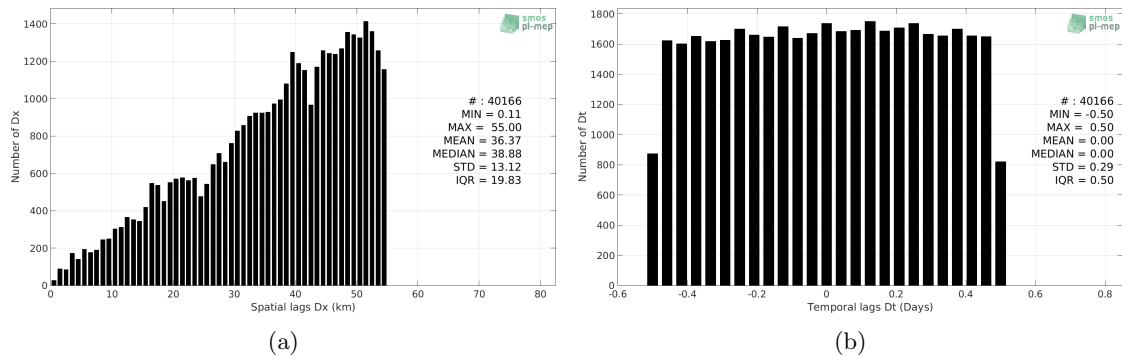 1400
1200
1000
800
600
400
200
0
Number of Dx
smos
pi-mep
# : 40166
MIN = 0.11
MAX = 55.00
MEAN = 36.37
MEDIAN = 38.88
STD = 13.12
IQR = 19.83
0 10 20 30 40 50 60 70 80
Spatial lags Dx (km)
(a)
1800
1600
1400
1200
1000
800
600
400
200
0
Number of Dt
smos
pi-mep
# : 40166
MIN = -0.50
MAX = 0.50
MEAN = 0.00
MEDIAN = 0.00
STD = 0.29
IQR = 0.50
-0.6 -0.4 -0.2 0 0.2 0.4 0.6 0.8
Temporal lags Dt (Days)
(b)